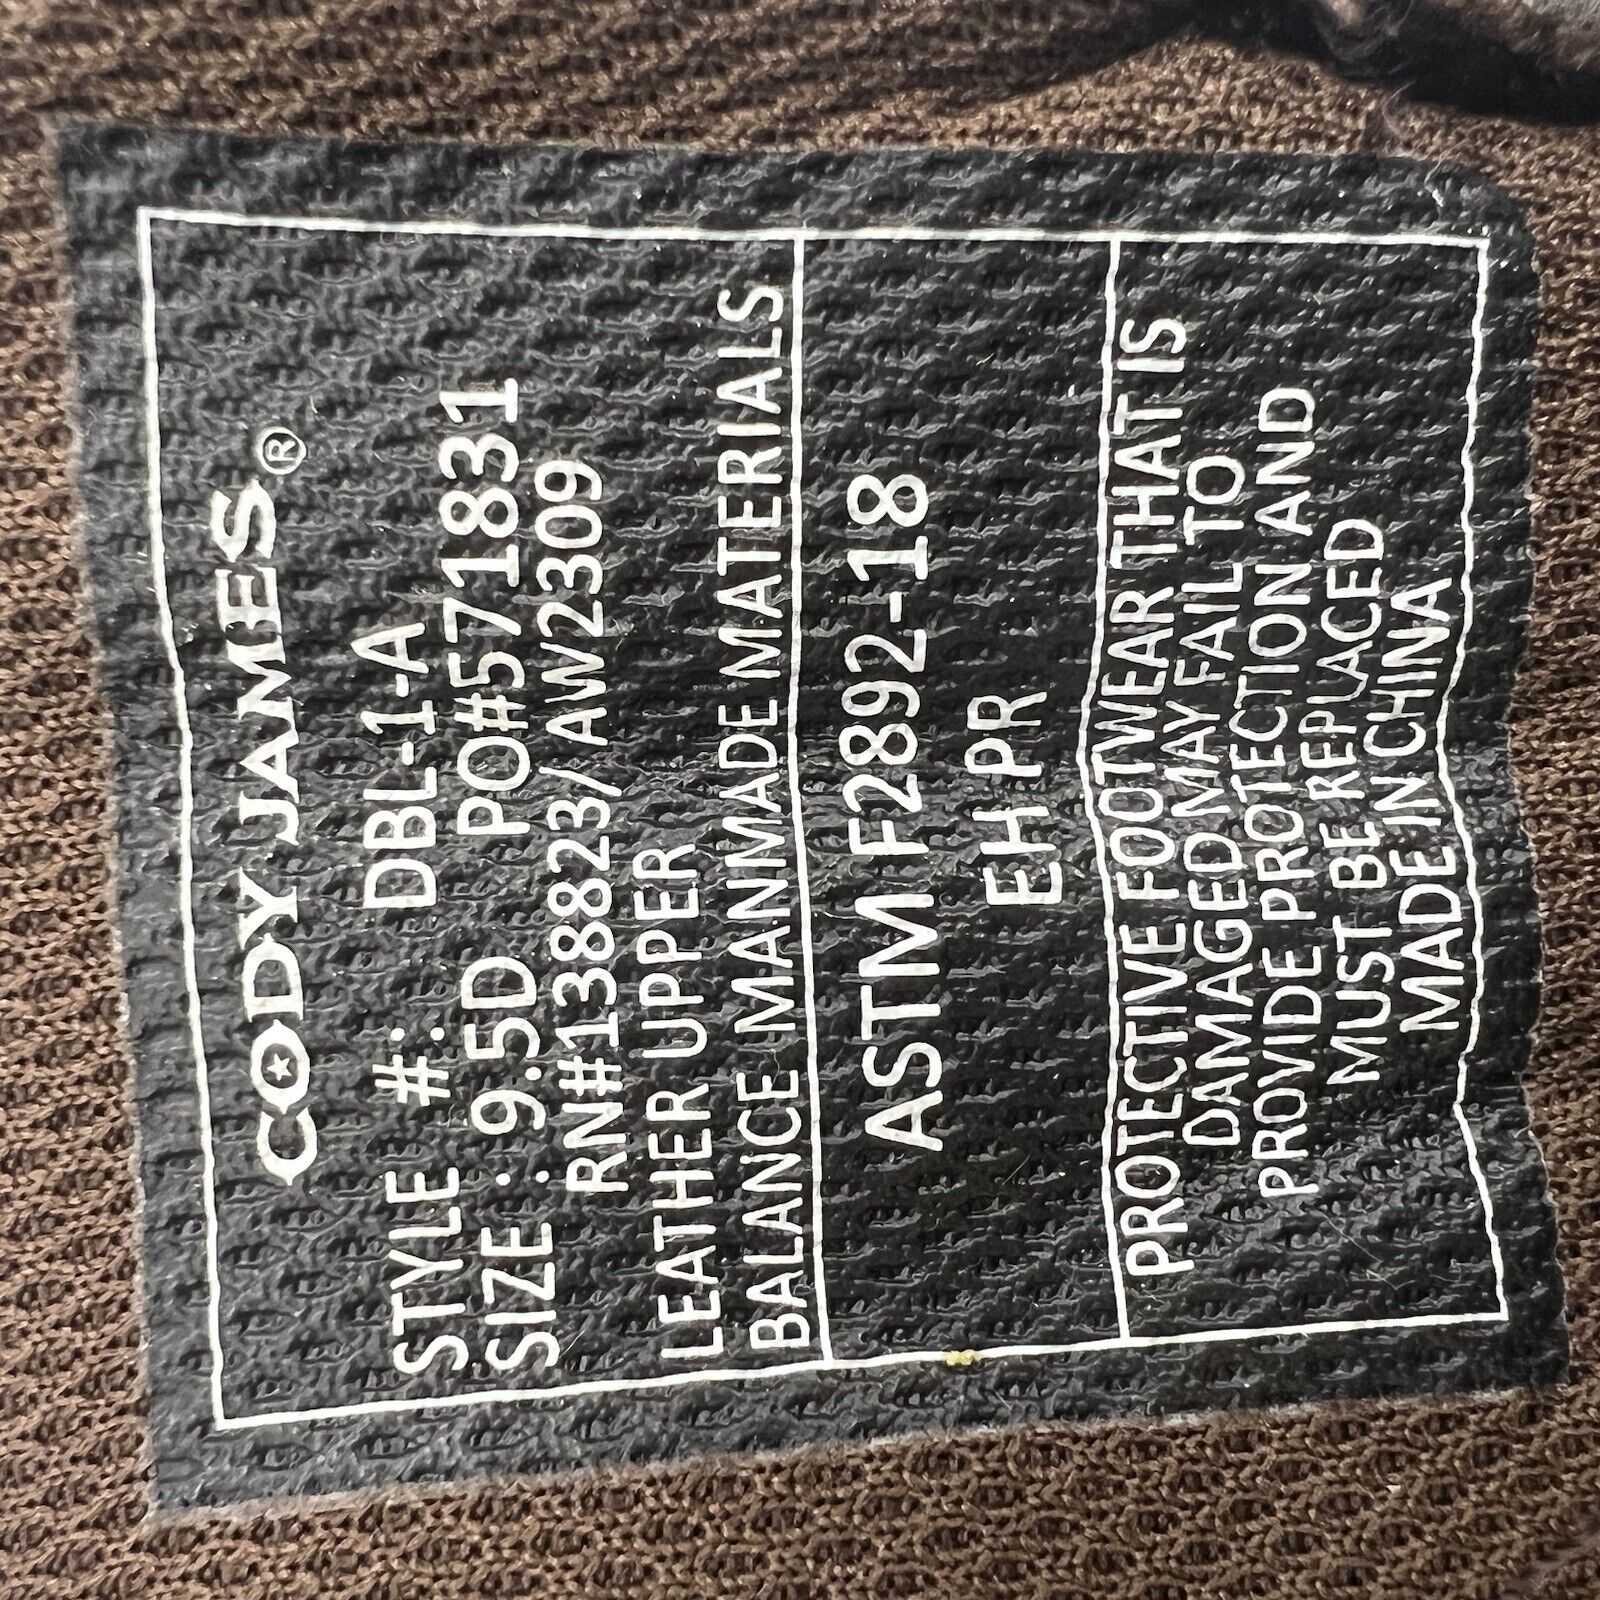 CODY JAMES®
STYLE #: DBL-1-A
SIZE : 9.5D PO#571831
RN#138823/AW2309
LEATHER UPPER
BALANCE MANMADE MATERIALS
ASTM F2892-18
EH PR
PROTECTIVE FOOTWEAR THAT IS
DAMAGED MAY FAIL TO
PROVIDE PROTECTION AND
MUST BE REPLACED
MADE IN CHINA